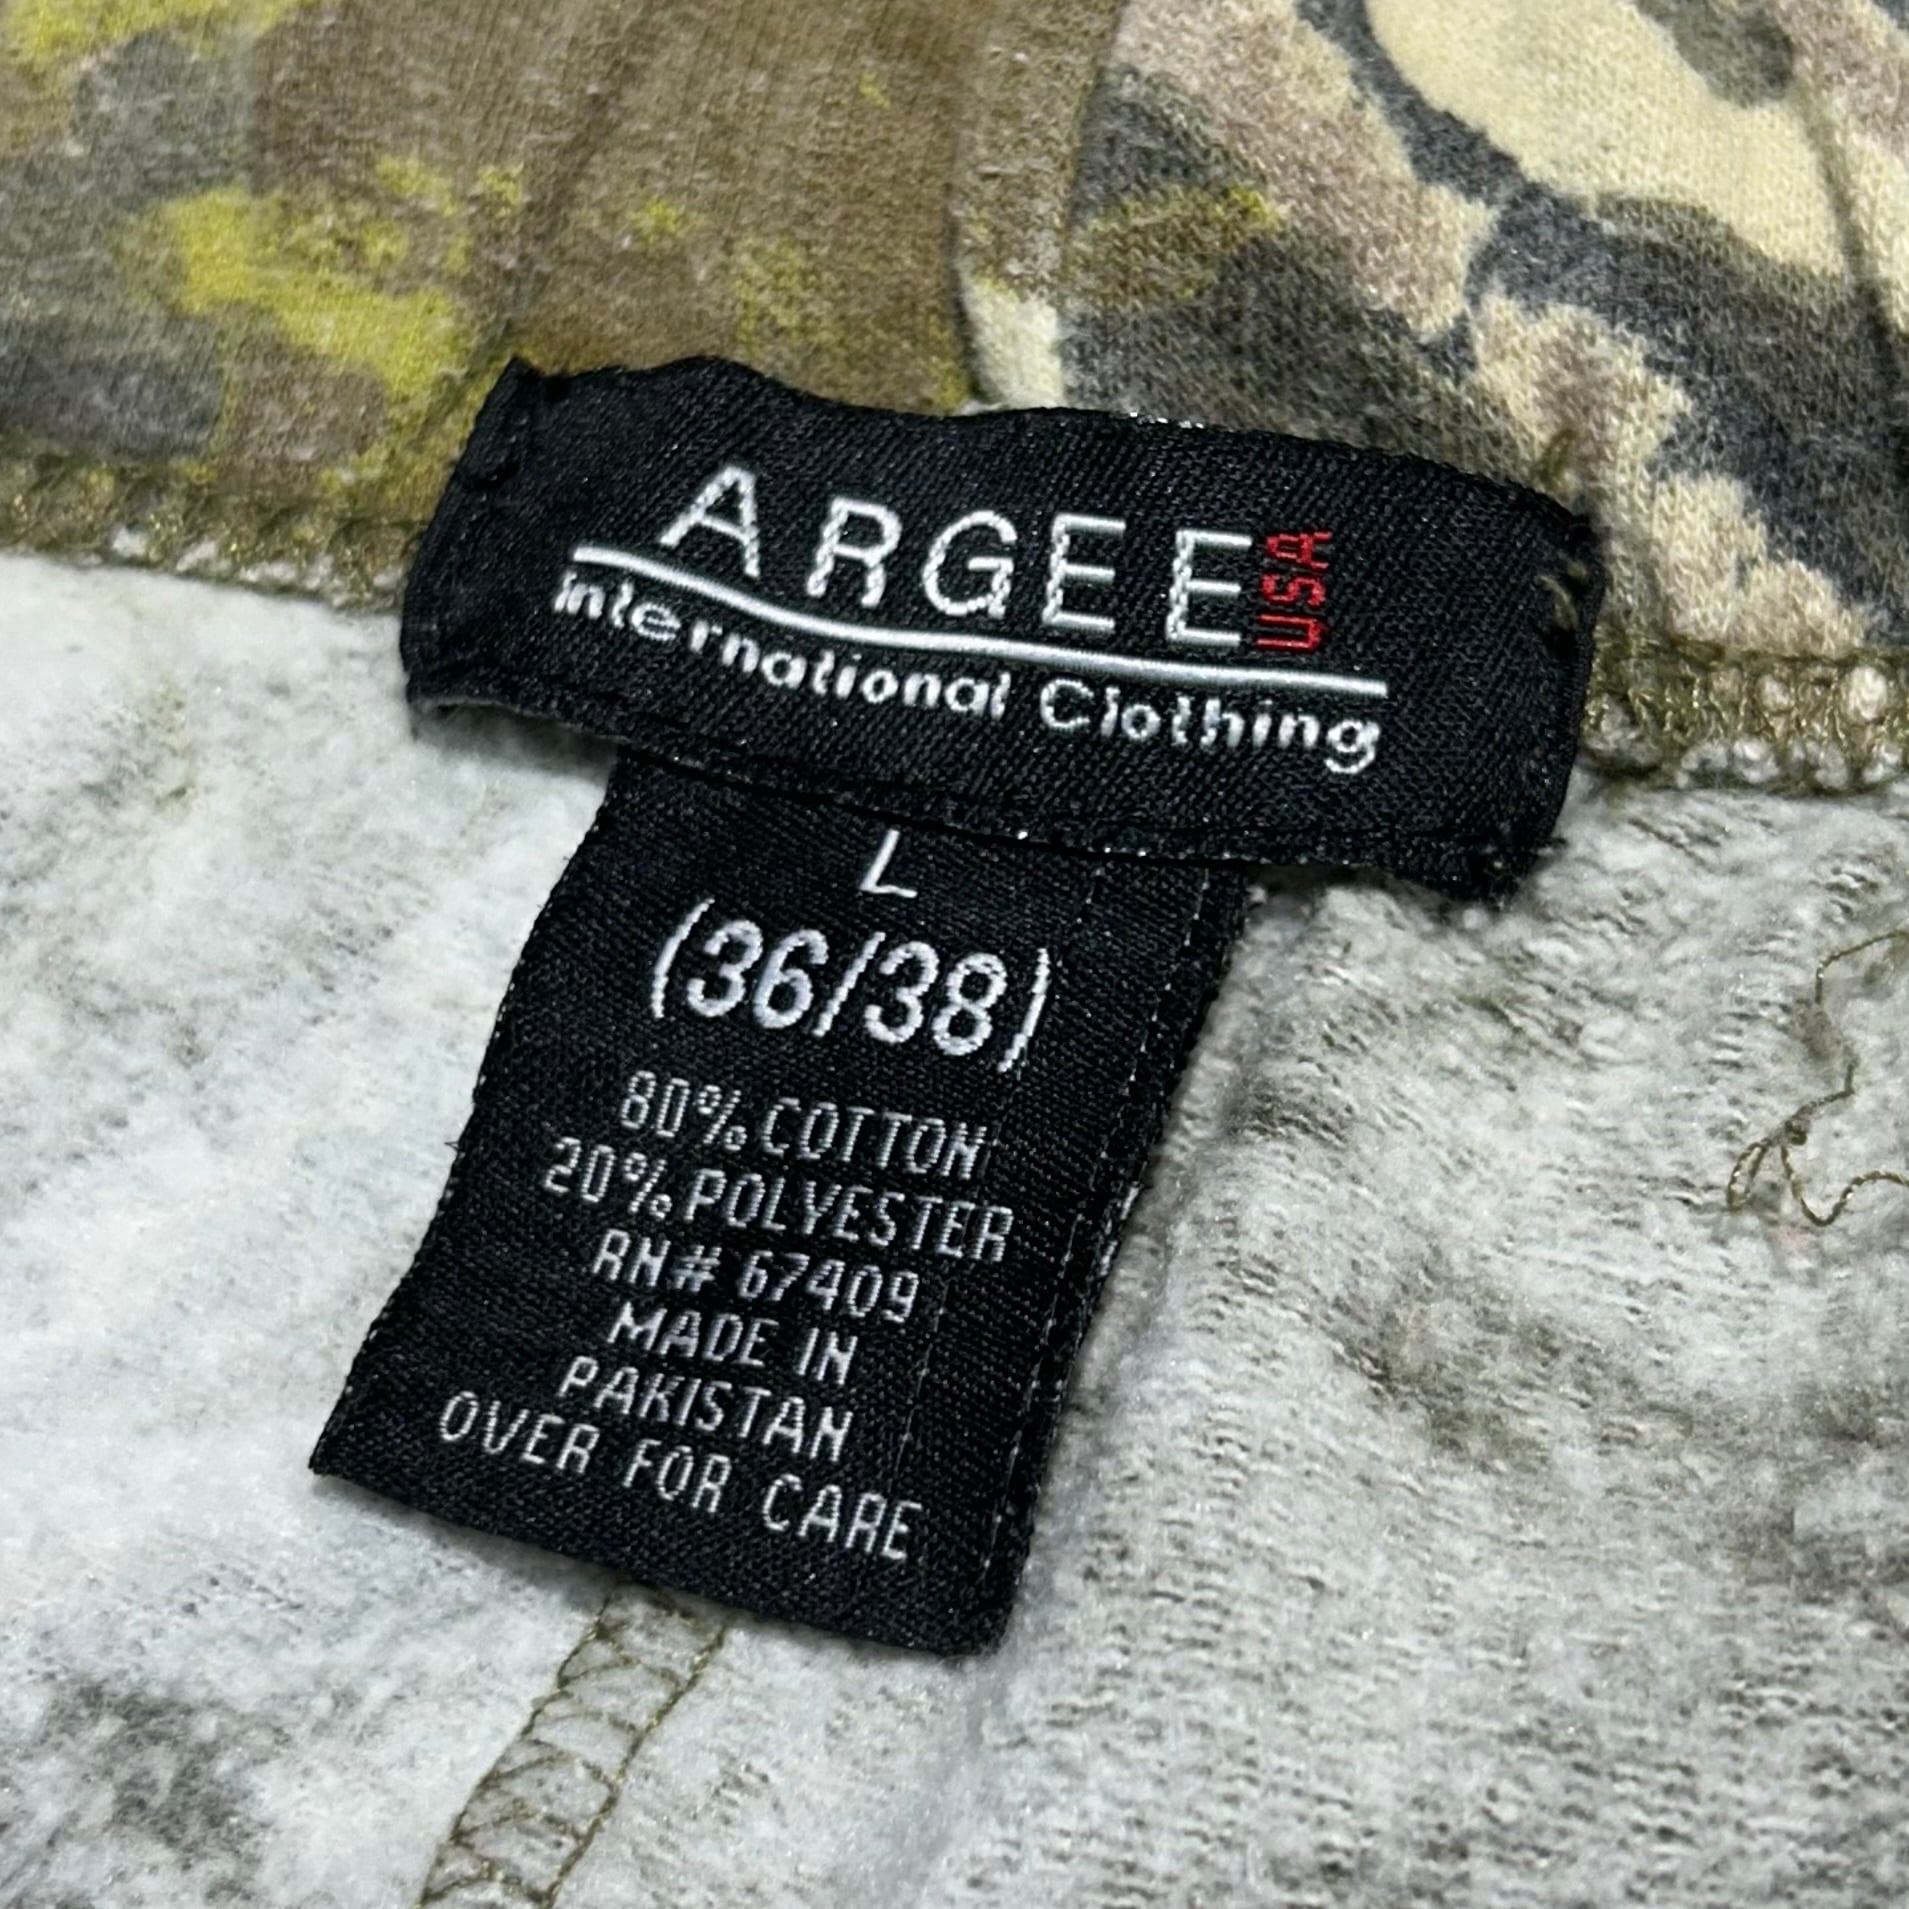 ARGEE USA
International Clothing
L
(36/38)
80% COTTON
20% POLYESTER
RN# 67409
MADE IN
PAKISTAN
OVER FOR CARE